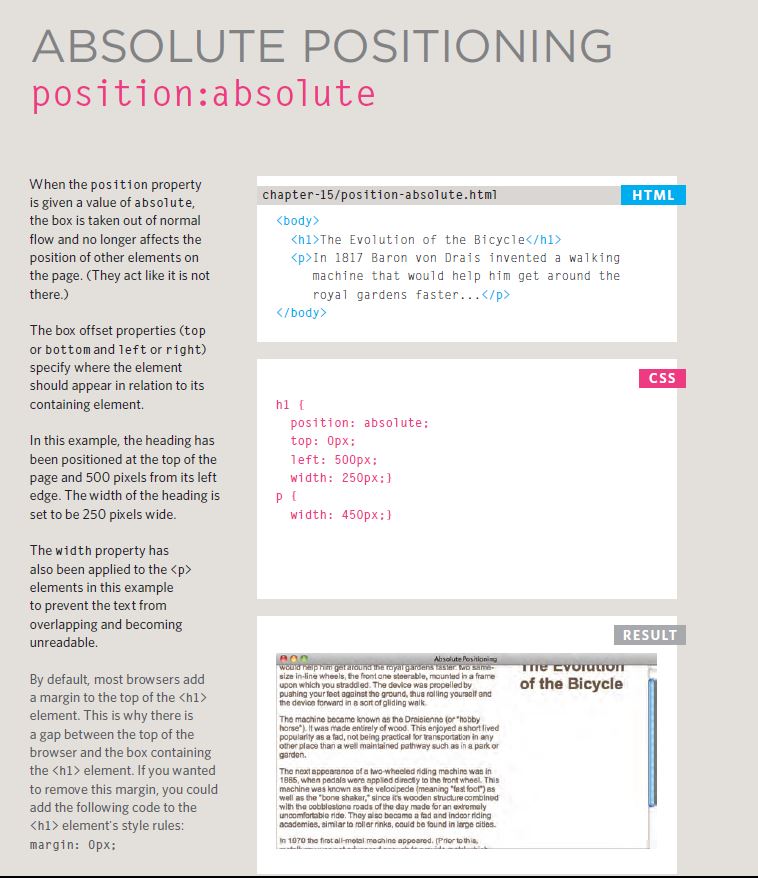 ABSOLUTE POSITIONING
position:absolute
When the position property
is given a value of absolute,
the box is taken out of normal
flow and no longer affects the
position of other elements on
the page. (They act like it is not
there.)
The box offset properties (top
or bottom and left or right)
specify where the element
should appear in relation to its
containing element.
In this example, the heading has
been positioned at the top of the
page and 500 pixels from its left
edge. The width of the heading is
set to be 250 pixels wide.
The width property has
also been applied to the <p>
elements in this example
to prevent the text from
overlapping and becoming
unreadable.
By default, most browsers add
a margin to the top of the <h1>
element. This is why there is
a gap between the top of the
browser and the box containing
the <h1> element. If you wanted
to remove this margin, you could
add the following code to the
<h1> element's style rules:
margin: 0px;
chapter-15/position-absolute.html
HTML
<body>
<h1>The Evolution of the Bicycle</h1>
<p>In 1817 Baron von Drais invented a walking
machine that would help him get around the
royal gardens faster...</p>
</body>
CSS
h1 {
position: absolute;
top: 0px;
left: 500px;
width: 250px;}
p {
width: 450px;}
RESULT
Absolute Positioning
would help him get around the royal gardens faster: two same-
size in-line wheels, the front one steerable, mounted in a frame
upon which you straddled. The device was propelled by
pushing your feet against the ground, thus rolling yourself and
the device forward in a sort of gliding walk.
The machine became known as the Draisienne (or "hobby
horse"). It was made entirely of wood. This enjoyed a short lived
popularity as a fad, not being practical for transportation in any
other place than a well maintained pathway such as in a park or
garden.
The next appearance of a two-wheeled riding machine was in
1865, when pedals were applied directly to the front wheel. This
machine was known as the velocipede (meaning "fast foot") as
well as the "bone shaker," since it's wooden structure combined
with the cobblestone roads of the day made for an extremely
uncomfortable ride. They also became a fad and indoor riding
academies, similar to roller rinks, could be found in large cities.
In 1870 the first all-metal machine appeared. (Prior to this,
The Evolution
of the Bicycle